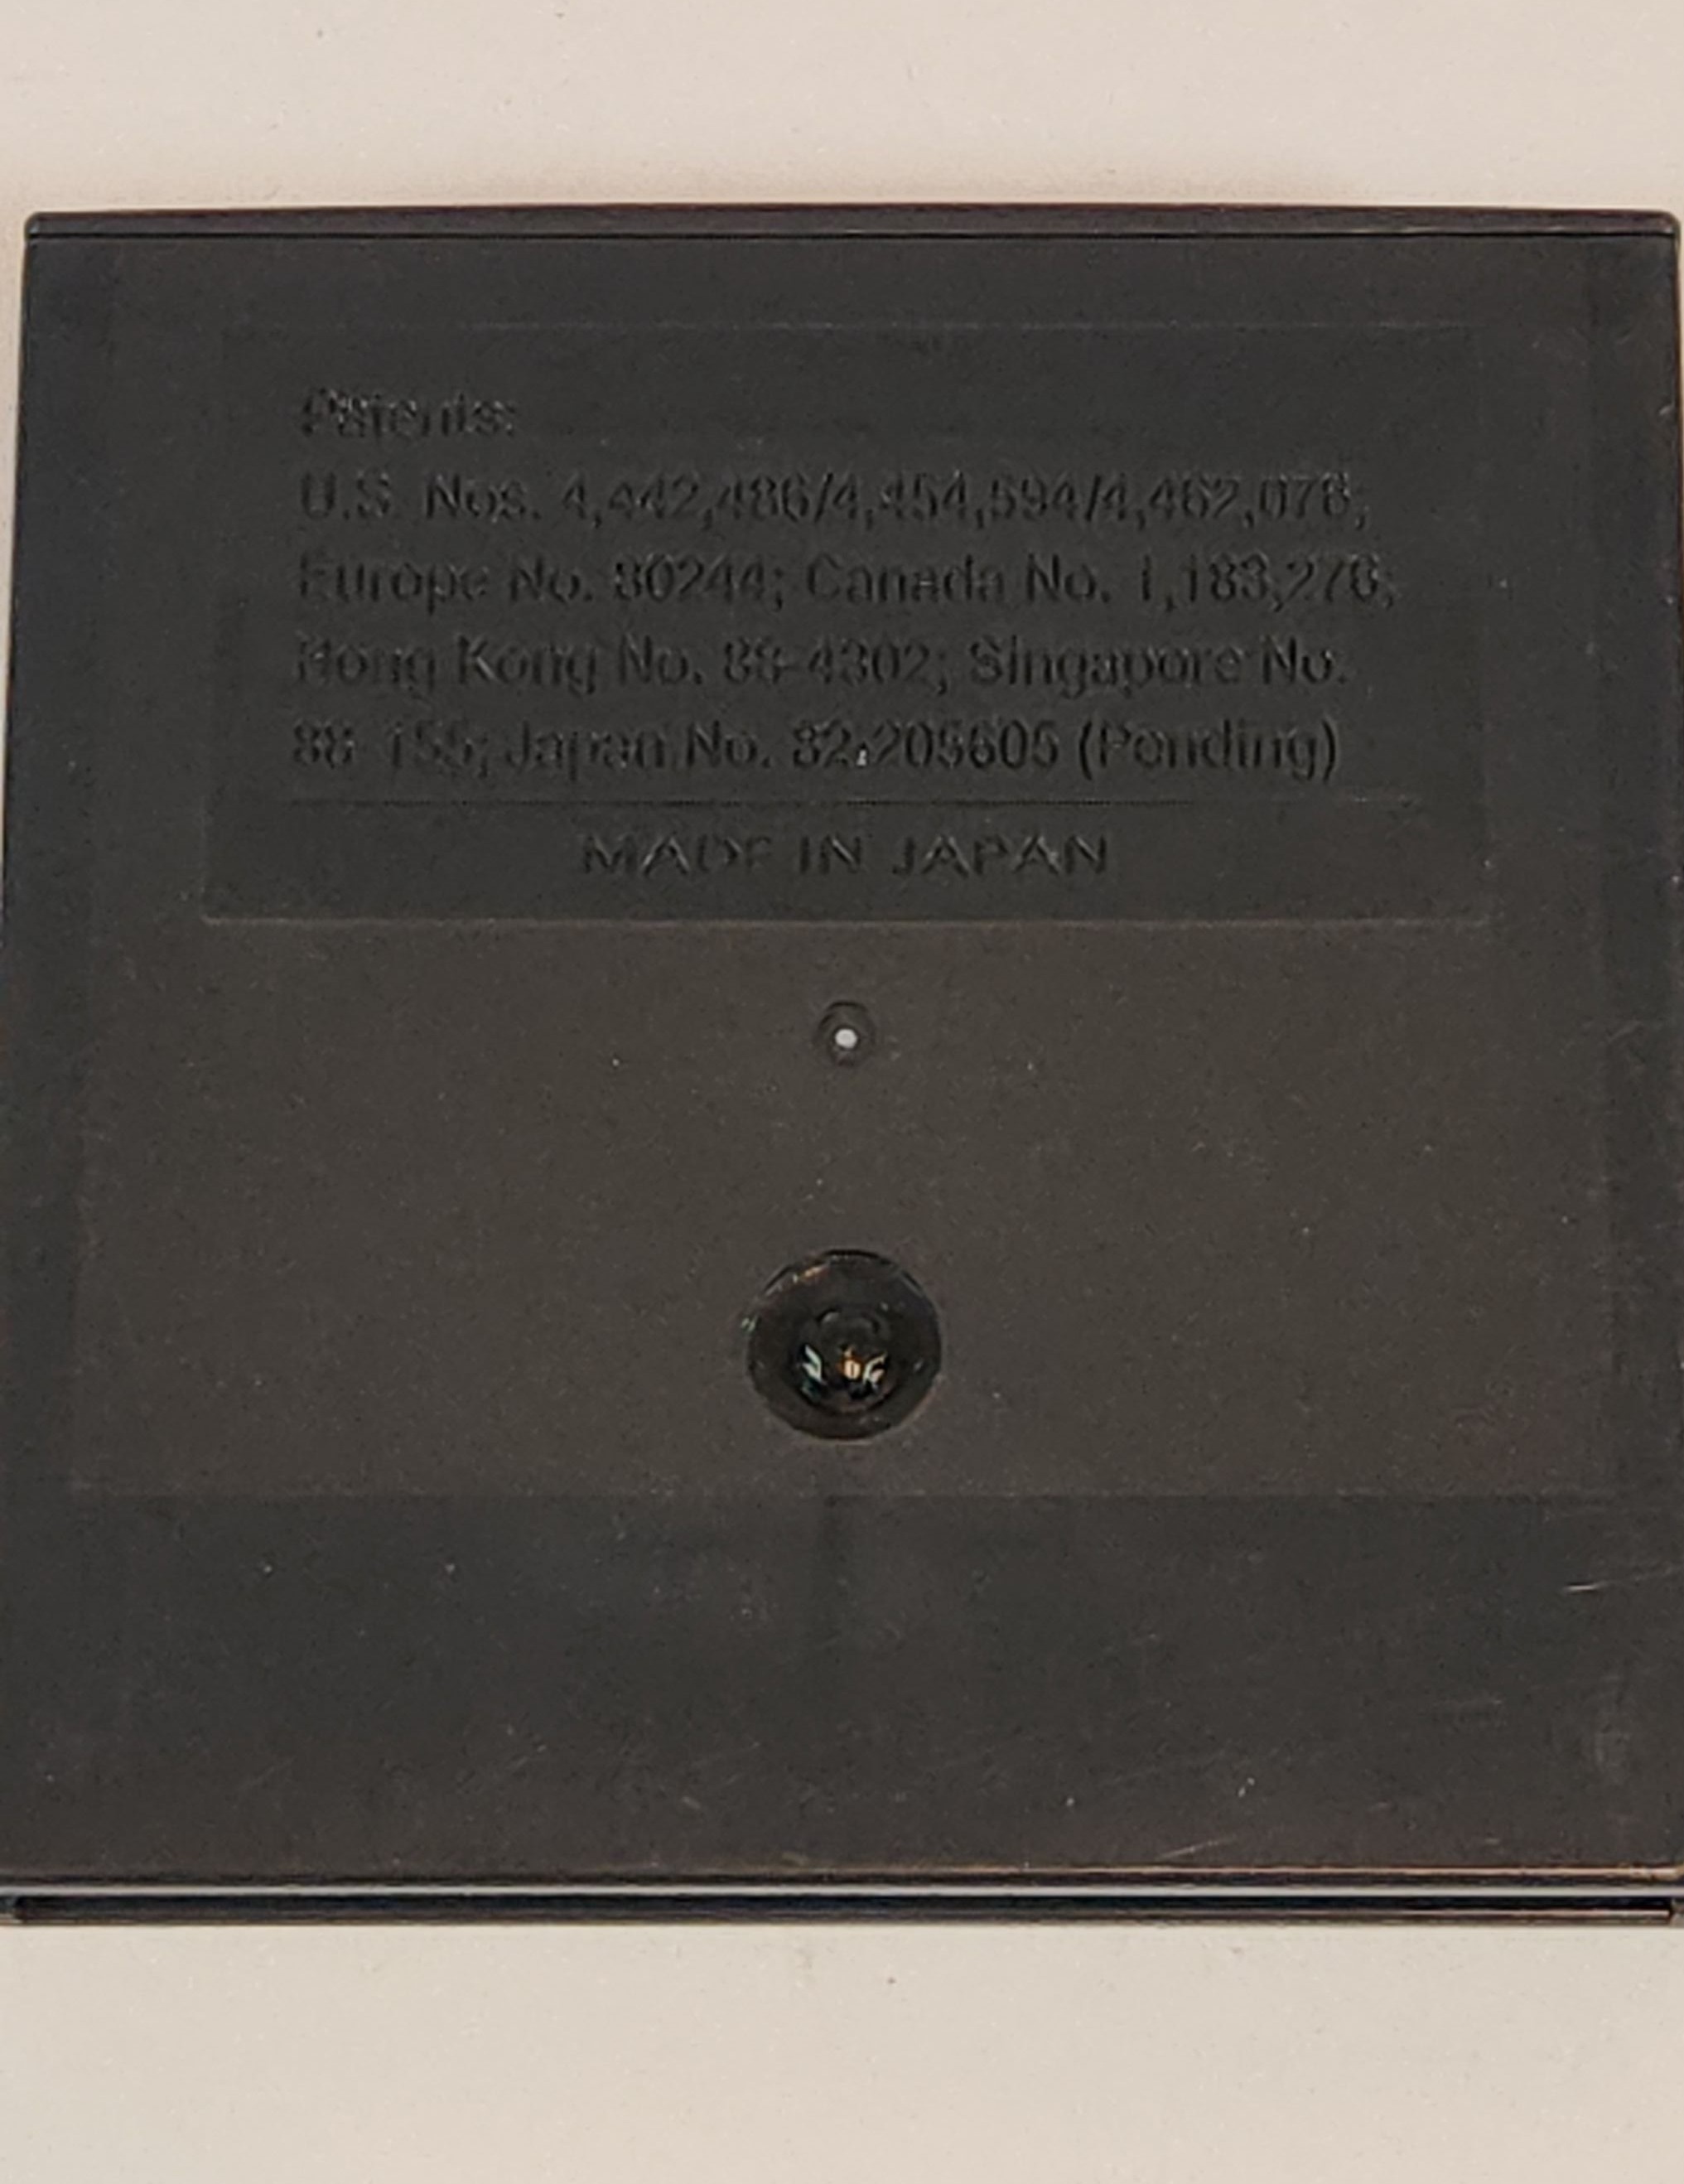 Patents:
U.S. Nos. 4,442,486/4,454,594/4,462,076;
Europe No. 80244; Canada No. 1,183,276;
Hong Kong No. 88-4302; Singapore No.
88-155; Japan No. 82-205605 (Pending)
MADE IN JAPAN